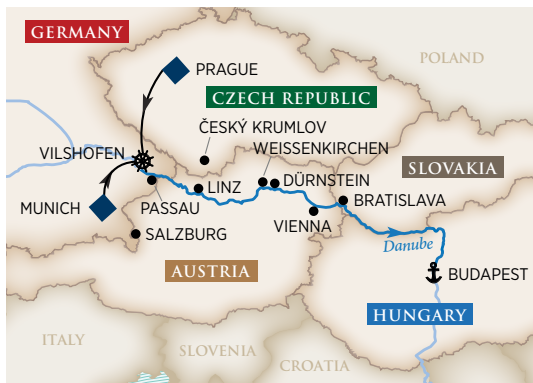 GERMANY
POLAND
PRAGUE
CZECH REPUBLIC
ČESKÝ KRUMLOV
VILSHOFEN
WEISSENKIRCHEN
SLOVAKIA
LINZ
DÜRNSTEIN
MUNICH
PASSAU
BRATISLAVA
SALZBURG
VIENNA
Danube
AUSTRIA
BUDAPEST
HUNGARY
ITALY
SLOVENIA
CROATIA